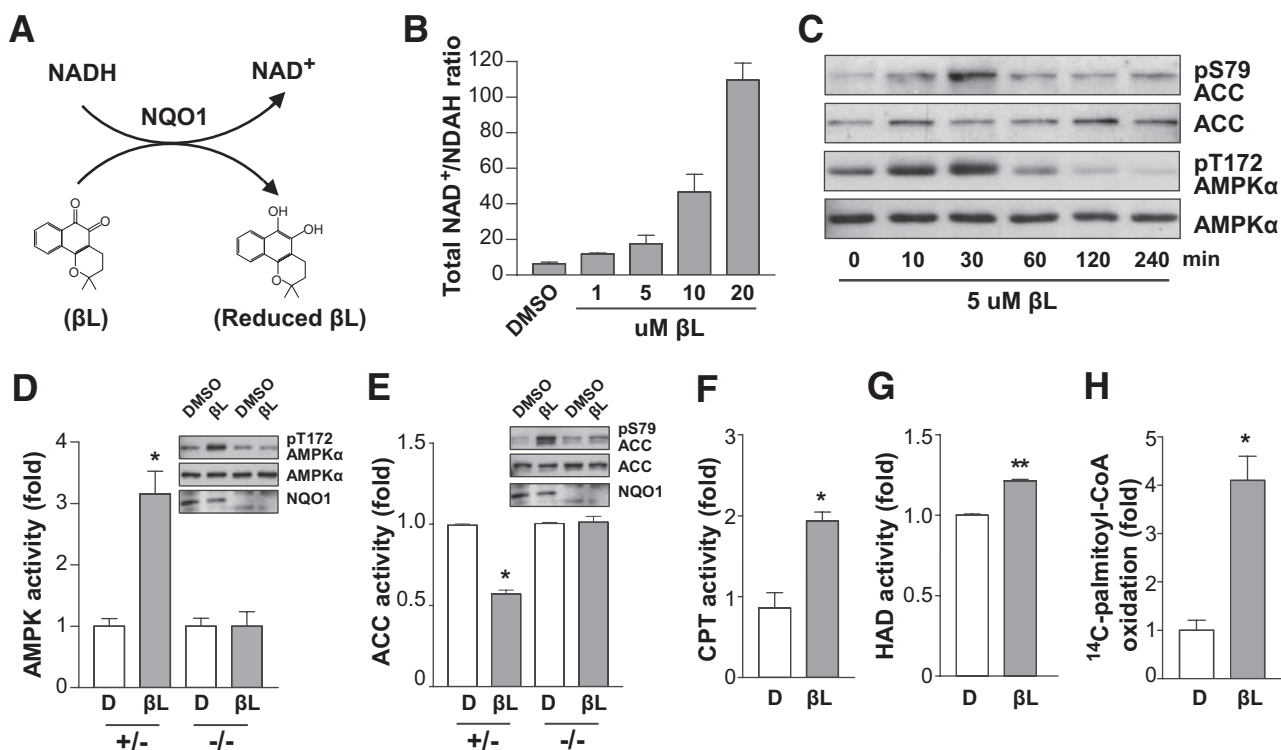 A
NADH
NAD+
NQO1
O
O
O
OH
OH
O
(βL)
(Reduced βL)
B
Total NAD+/NDAH ratio
120
100
80
60
40
20
0
DMSO
1
5
10
20
uM βL
C
pS79
ACC
ACC
pT172
AMPKα
AMPKα
0
10
30
60
120
240
min
5 uM βL
D
AMPK activity (fold)
4
3
2
1
0
*
DMSO
βL
DMSO
βL
pT172
AMPKα
AMPKα
NQO1
D
βL
D
βL
+/-
-/-
E
ACC activity (fold)
1.5
1.0
0.5
0
*
DMSO
βL
DMSO
βL
pS79
ACC
ACC
NQO1
D
βL
D
βL
+/-
-/-
F
CPT activity (fold)
3
2
1
0
*
D
βL
G
HAD activity (fold)
1.5
1.0
0.5
0
**
D
βL
H
14C-palmitoyl-CoA
oxidation (fold)
5
4
3
2
1
0
*
D
βL